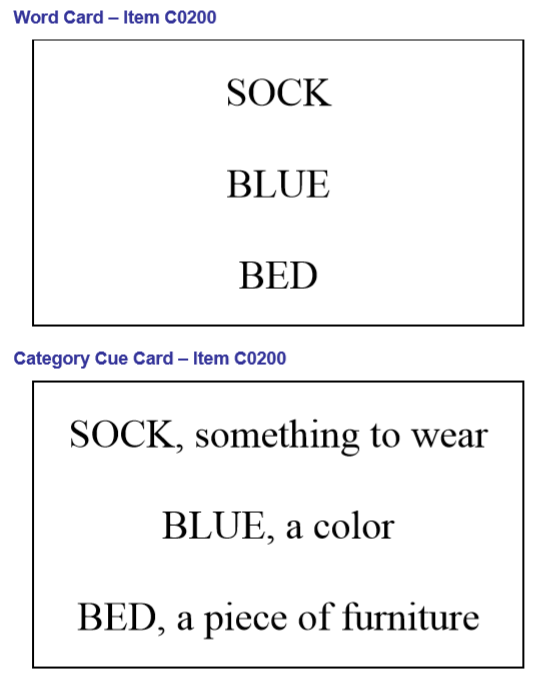 Word Card – Item C0200
SOCK
BLUE
BED
Category Cue Card – Item C0200
SOCK, something to wear
BLUE, a color
BED, a piece of furniture